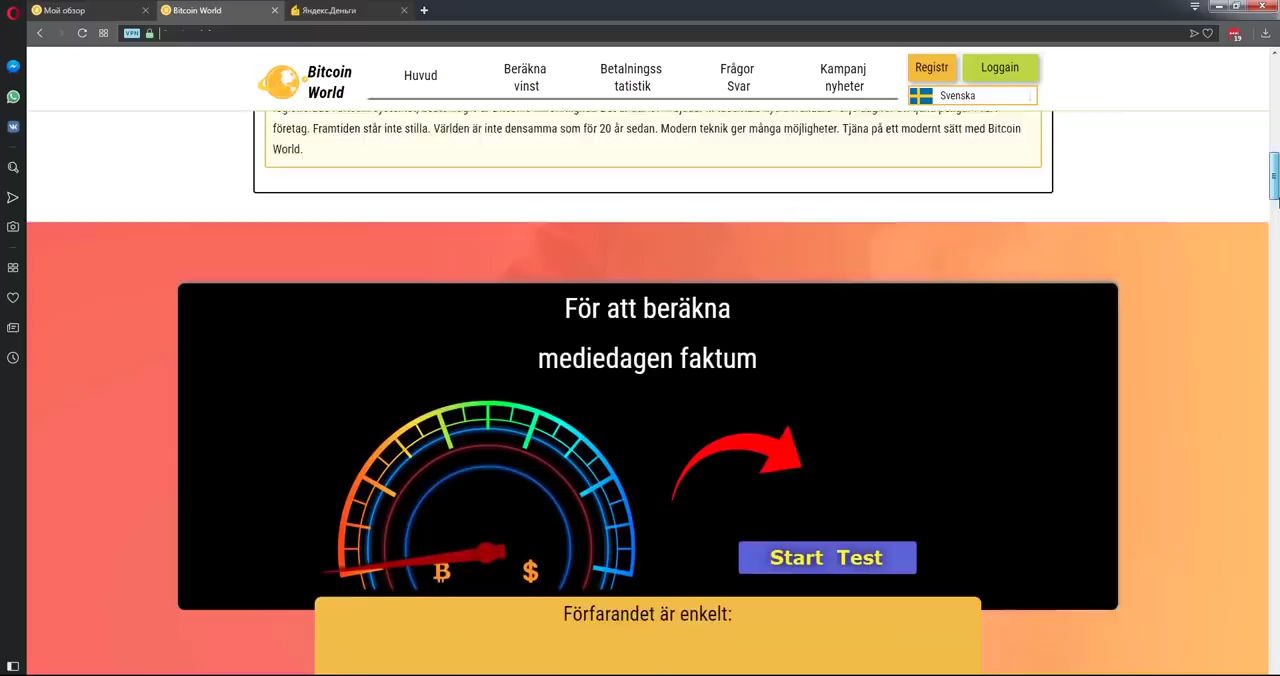 Мой обзор
Bitcoin World
Яндекс.Деньги
VPN
19
Bitcoin
World
Huvud
Beräkna
vinst
Betalningss
tatistik
Frågor
Svar
Kampanj
nyheter
Registr
Loggain
Svenska
företag. Framtiden står inte stilla. Världen är inte densamma som för 20 år sedan. Modern teknik ger många möjligheter. Tjäna på ett modernt sätt med Bitcoin
World.
För att beräkna
mediedagen faktum
B $
Start Test
Förfarandet är enkelt: